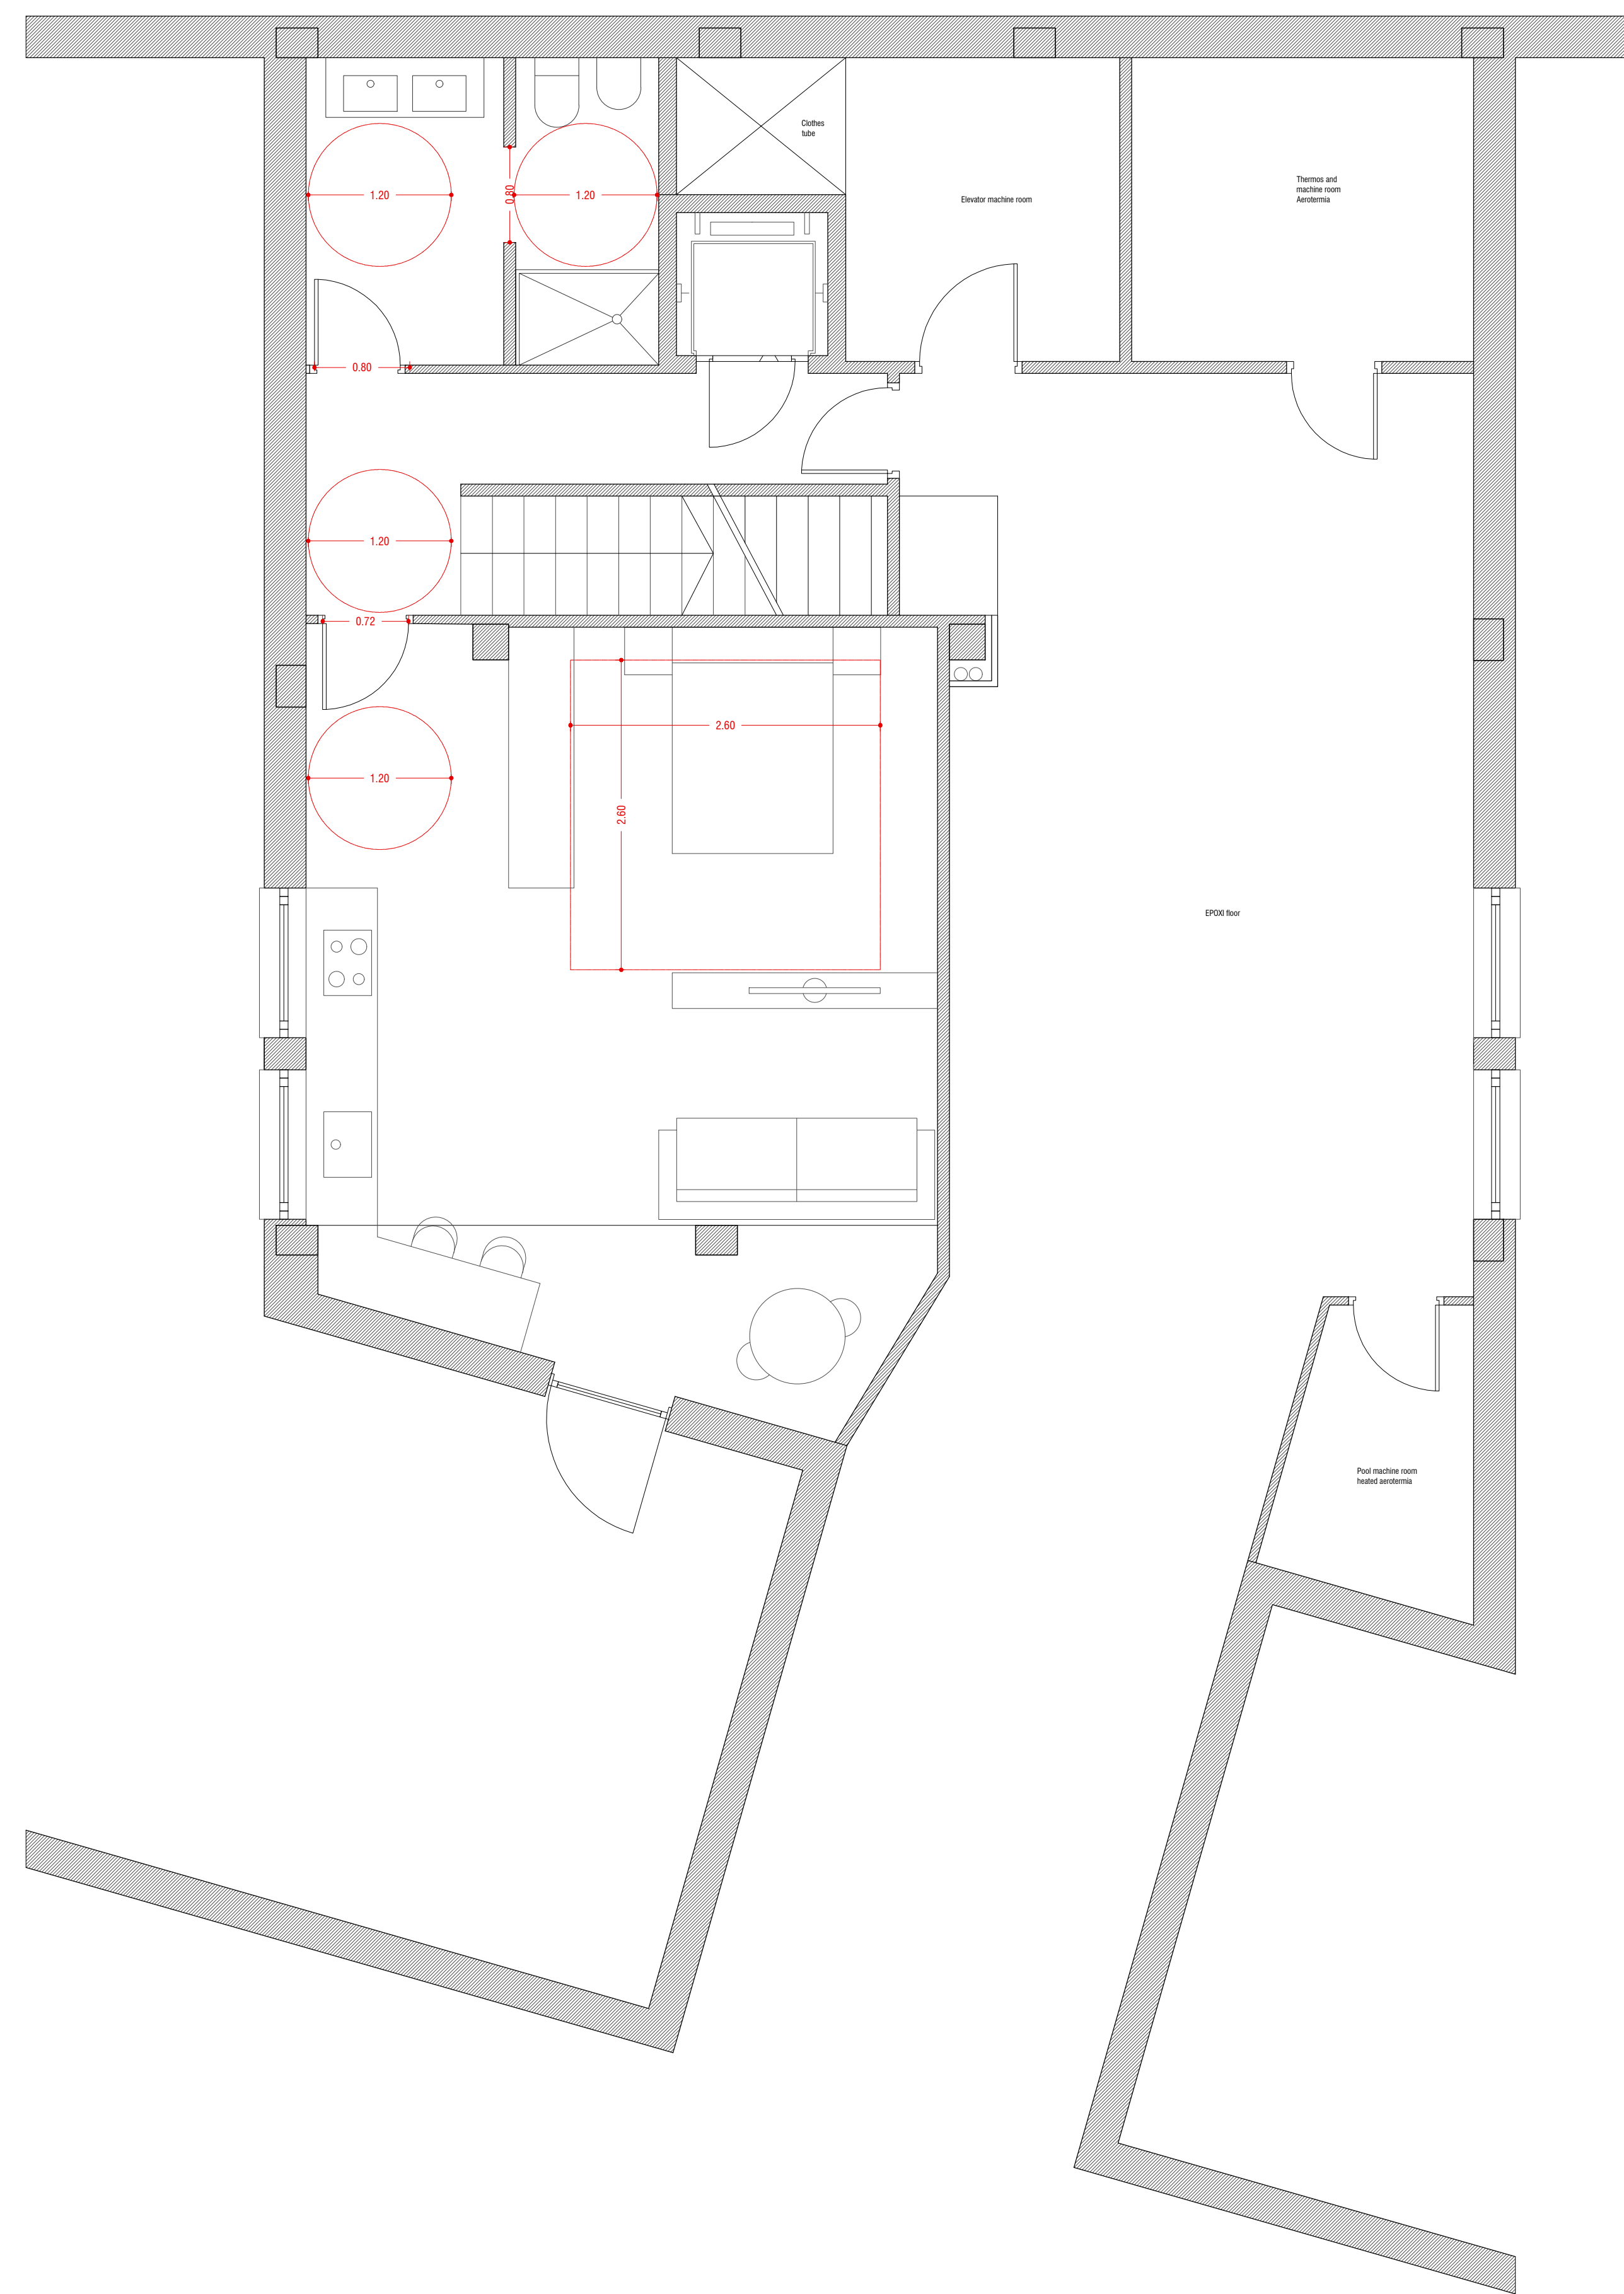 Clothes
tube
Thermos and
machine room
Aerotermia
1.20
0.80
1.20
Elevator machine room
0.80
1.20
0.72
2.60
1.20
2.60
EPOXI floor
Pool machine room
heated aerotermia